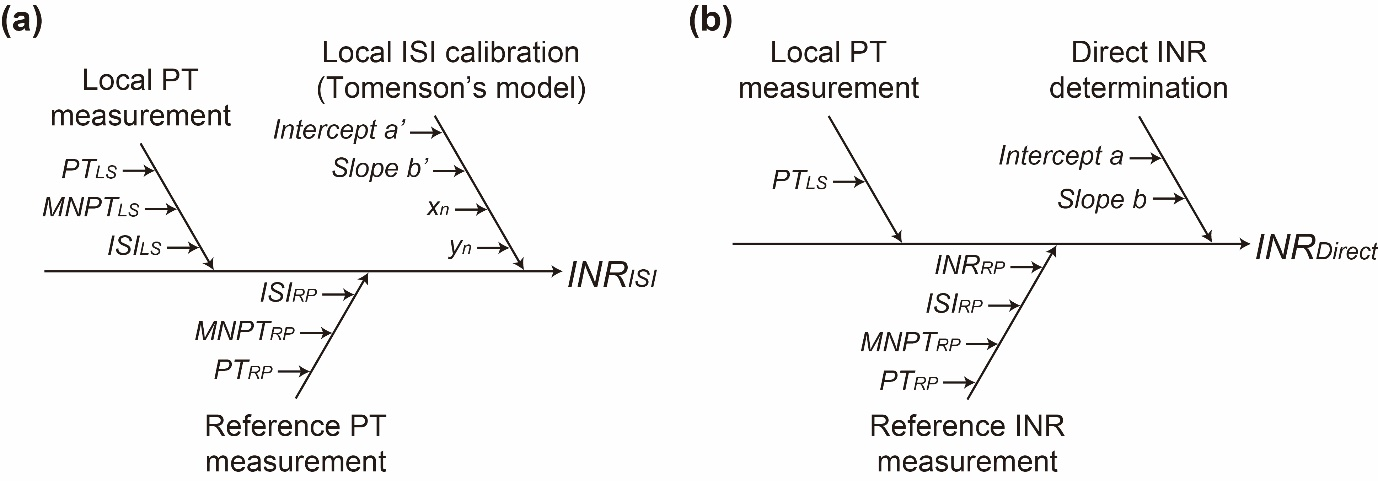 (a)
Local PT
measurement
Local ISI calibration
(Tomenson’s model)
PTLS
MNPTLS
ISILS
Intercept a’
Slope b’
xn
yn
INRISI
ISIRP
MNPTRP
PTRP
Reference PT
measurement
(b)
Local PT
measurement
Direct INR
determination
PTLS
Intercept a
Slope b
INRDirect
INRRP
ISIRP
MNPTRP
PTRP
Reference INR
measurement